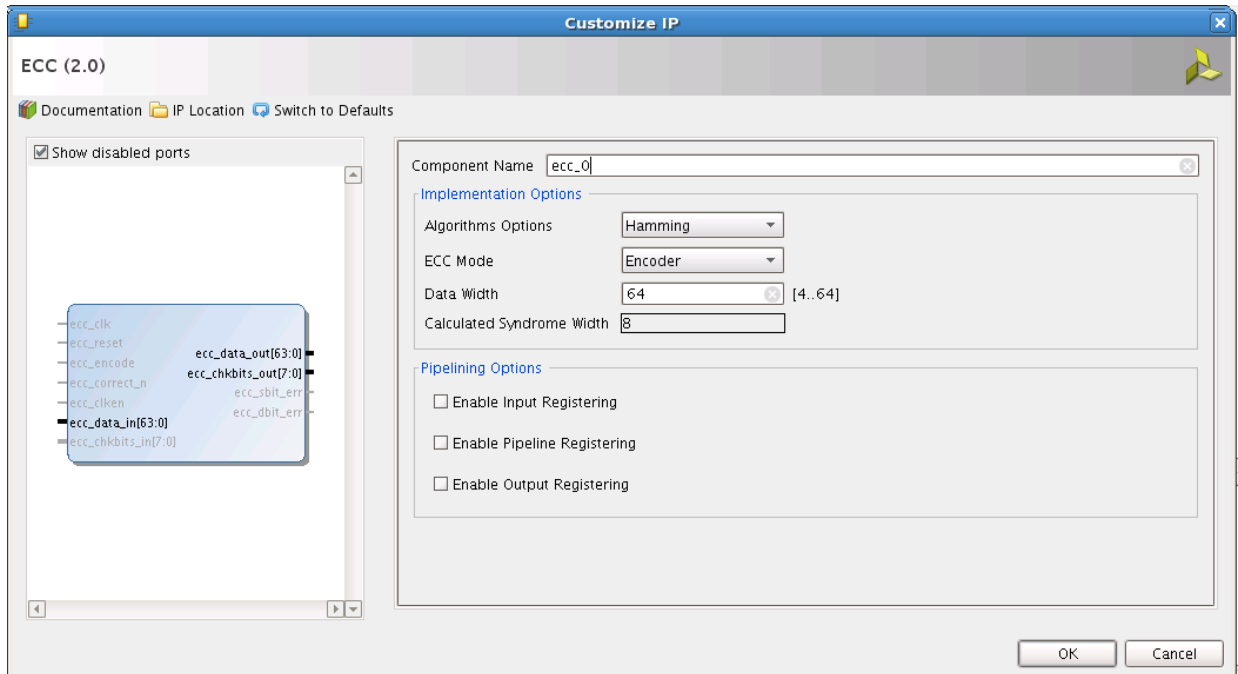 Customize IP
ECC (2.0)
Documentation IP Location Switch to Defaults
Show disabled ports
ecc_clk
ecc_reset
ecc_encode
ecc_correct_n
ecc_clken
ecc_data_in[63:0]
ecc_chkbits_in[7:0]
ecc_data_out[63:0]
ecc_chkbits_out[7:0]
ecc_sbit_err
ecc_dbit_err
Component Name ecc_0
Implementation Options
Algorithms Options Hamming
ECC Mode Encoder
Data Width 64 [4..64]
Calculated Syndrome Width 8
Pipelining Options
Enable Input Registering
Enable Pipeline Registering
Enable Output Registering
OK Cancel